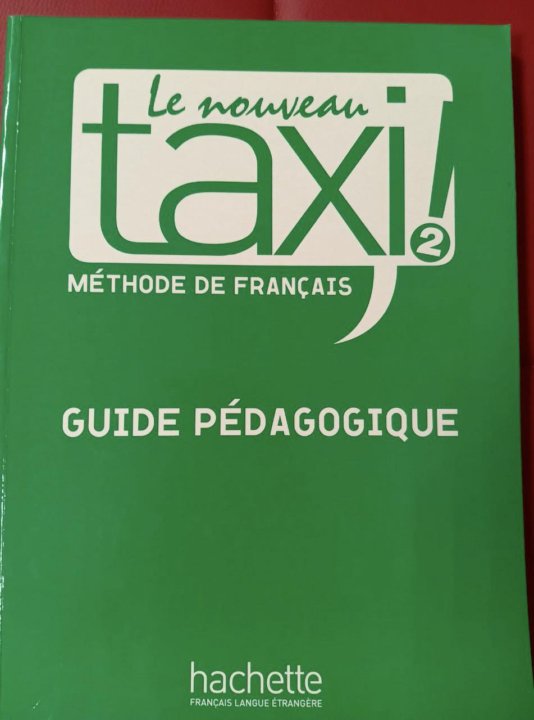 Le nouveau
taxi!
2
MÉTHODE DE FRANÇAIS
GUIDE PÉDAGOGIQUE
hachette
FRANÇAIS LANGUE ÉTRANGÈRE